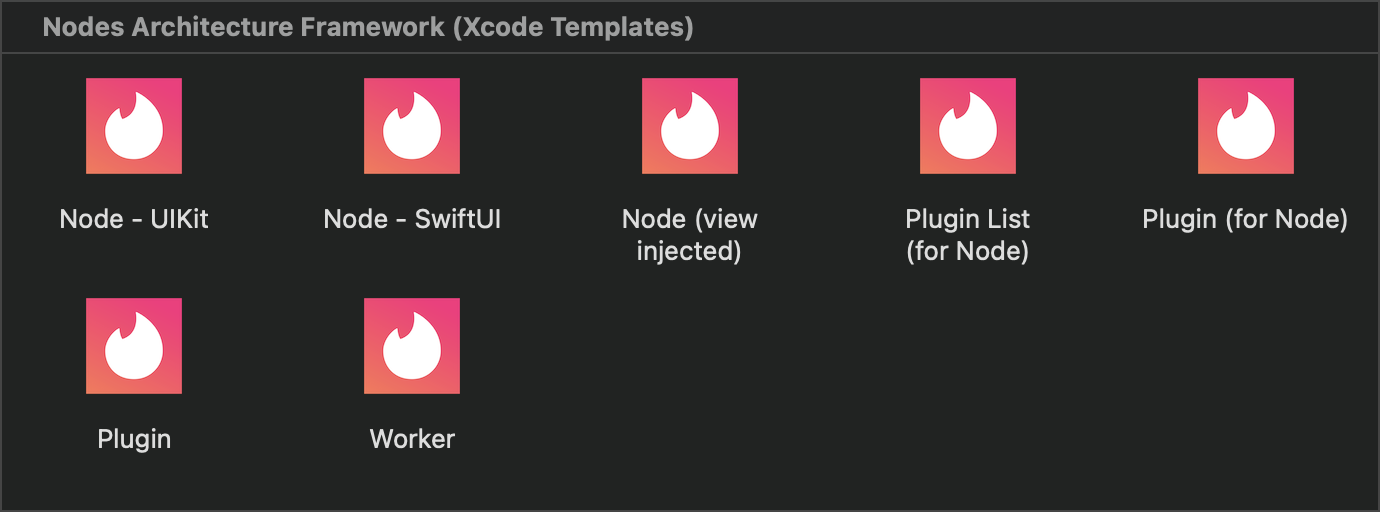 Nodes Architecture Framework (Xcode Templates)
Node - UIKit
Node - SwiftUI
Node (view
injected)
Plugin List
(for Node)
Plugin (for Node)
Plugin
Worker